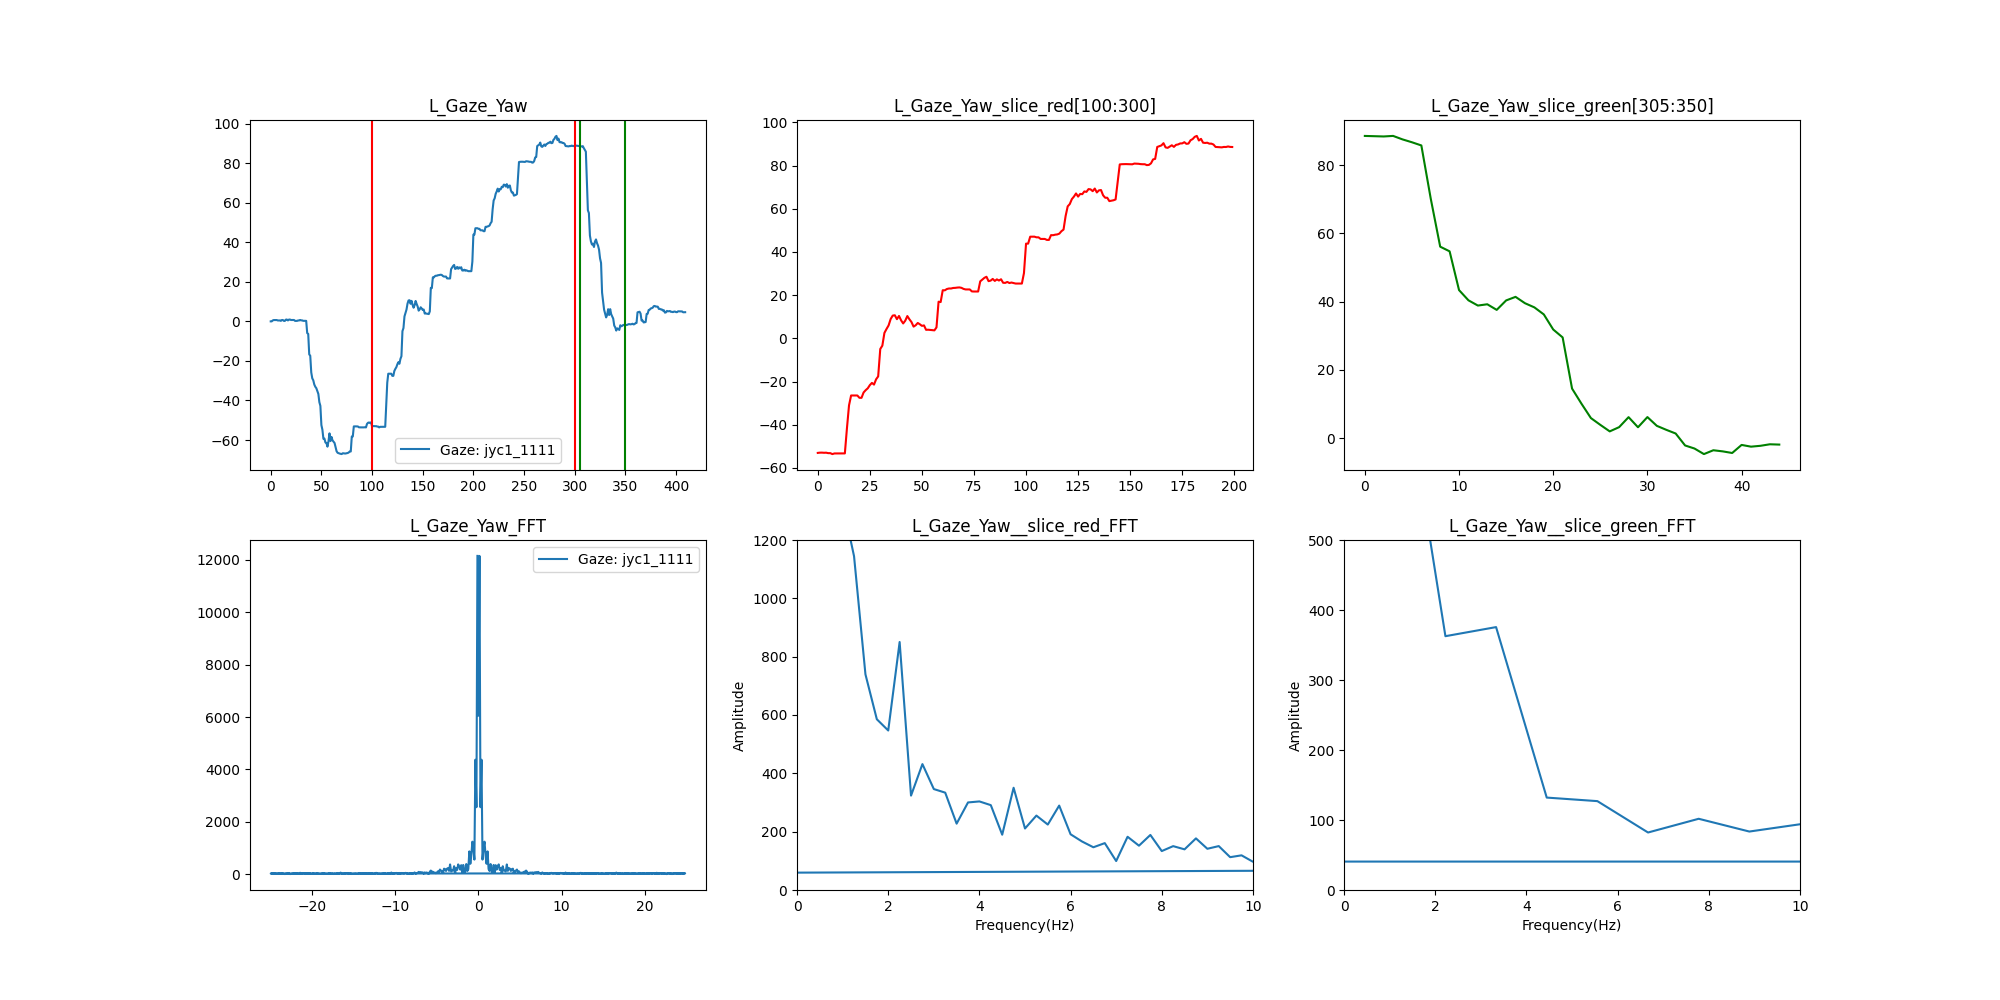 L_Gaze_Yaw
100
80
60
40
20
0
−20
−40
−60
0 50 100 150 200 250 300 350 400
Gaze: jyc1_1111
L_Gaze_Yaw_slice_red[100:300]
100
80
60
40
20
0
−20
−40
−60
0 25 50 75 100 125 150 175 200
L_Gaze_Yaw_slice_green[305:350]
80
60
40
20
0
0 10 20 30 40
L_Gaze_Yaw_FFT
Gaze: jyc1_1111
12000
10000
8000
6000
4000
2000
0
−20 −10 0 10 20
L_Gaze_Yaw__slice_red_FFT
Amplitude
1200
1000
800
600
400
200
0
0 2 4 6 8 10
Frequency(Hz)
L_Gaze_Yaw__slice_green_FFT
Amplitude
500
400
300
200
100
0
0 2 4 6 8 10
Frequency(Hz)